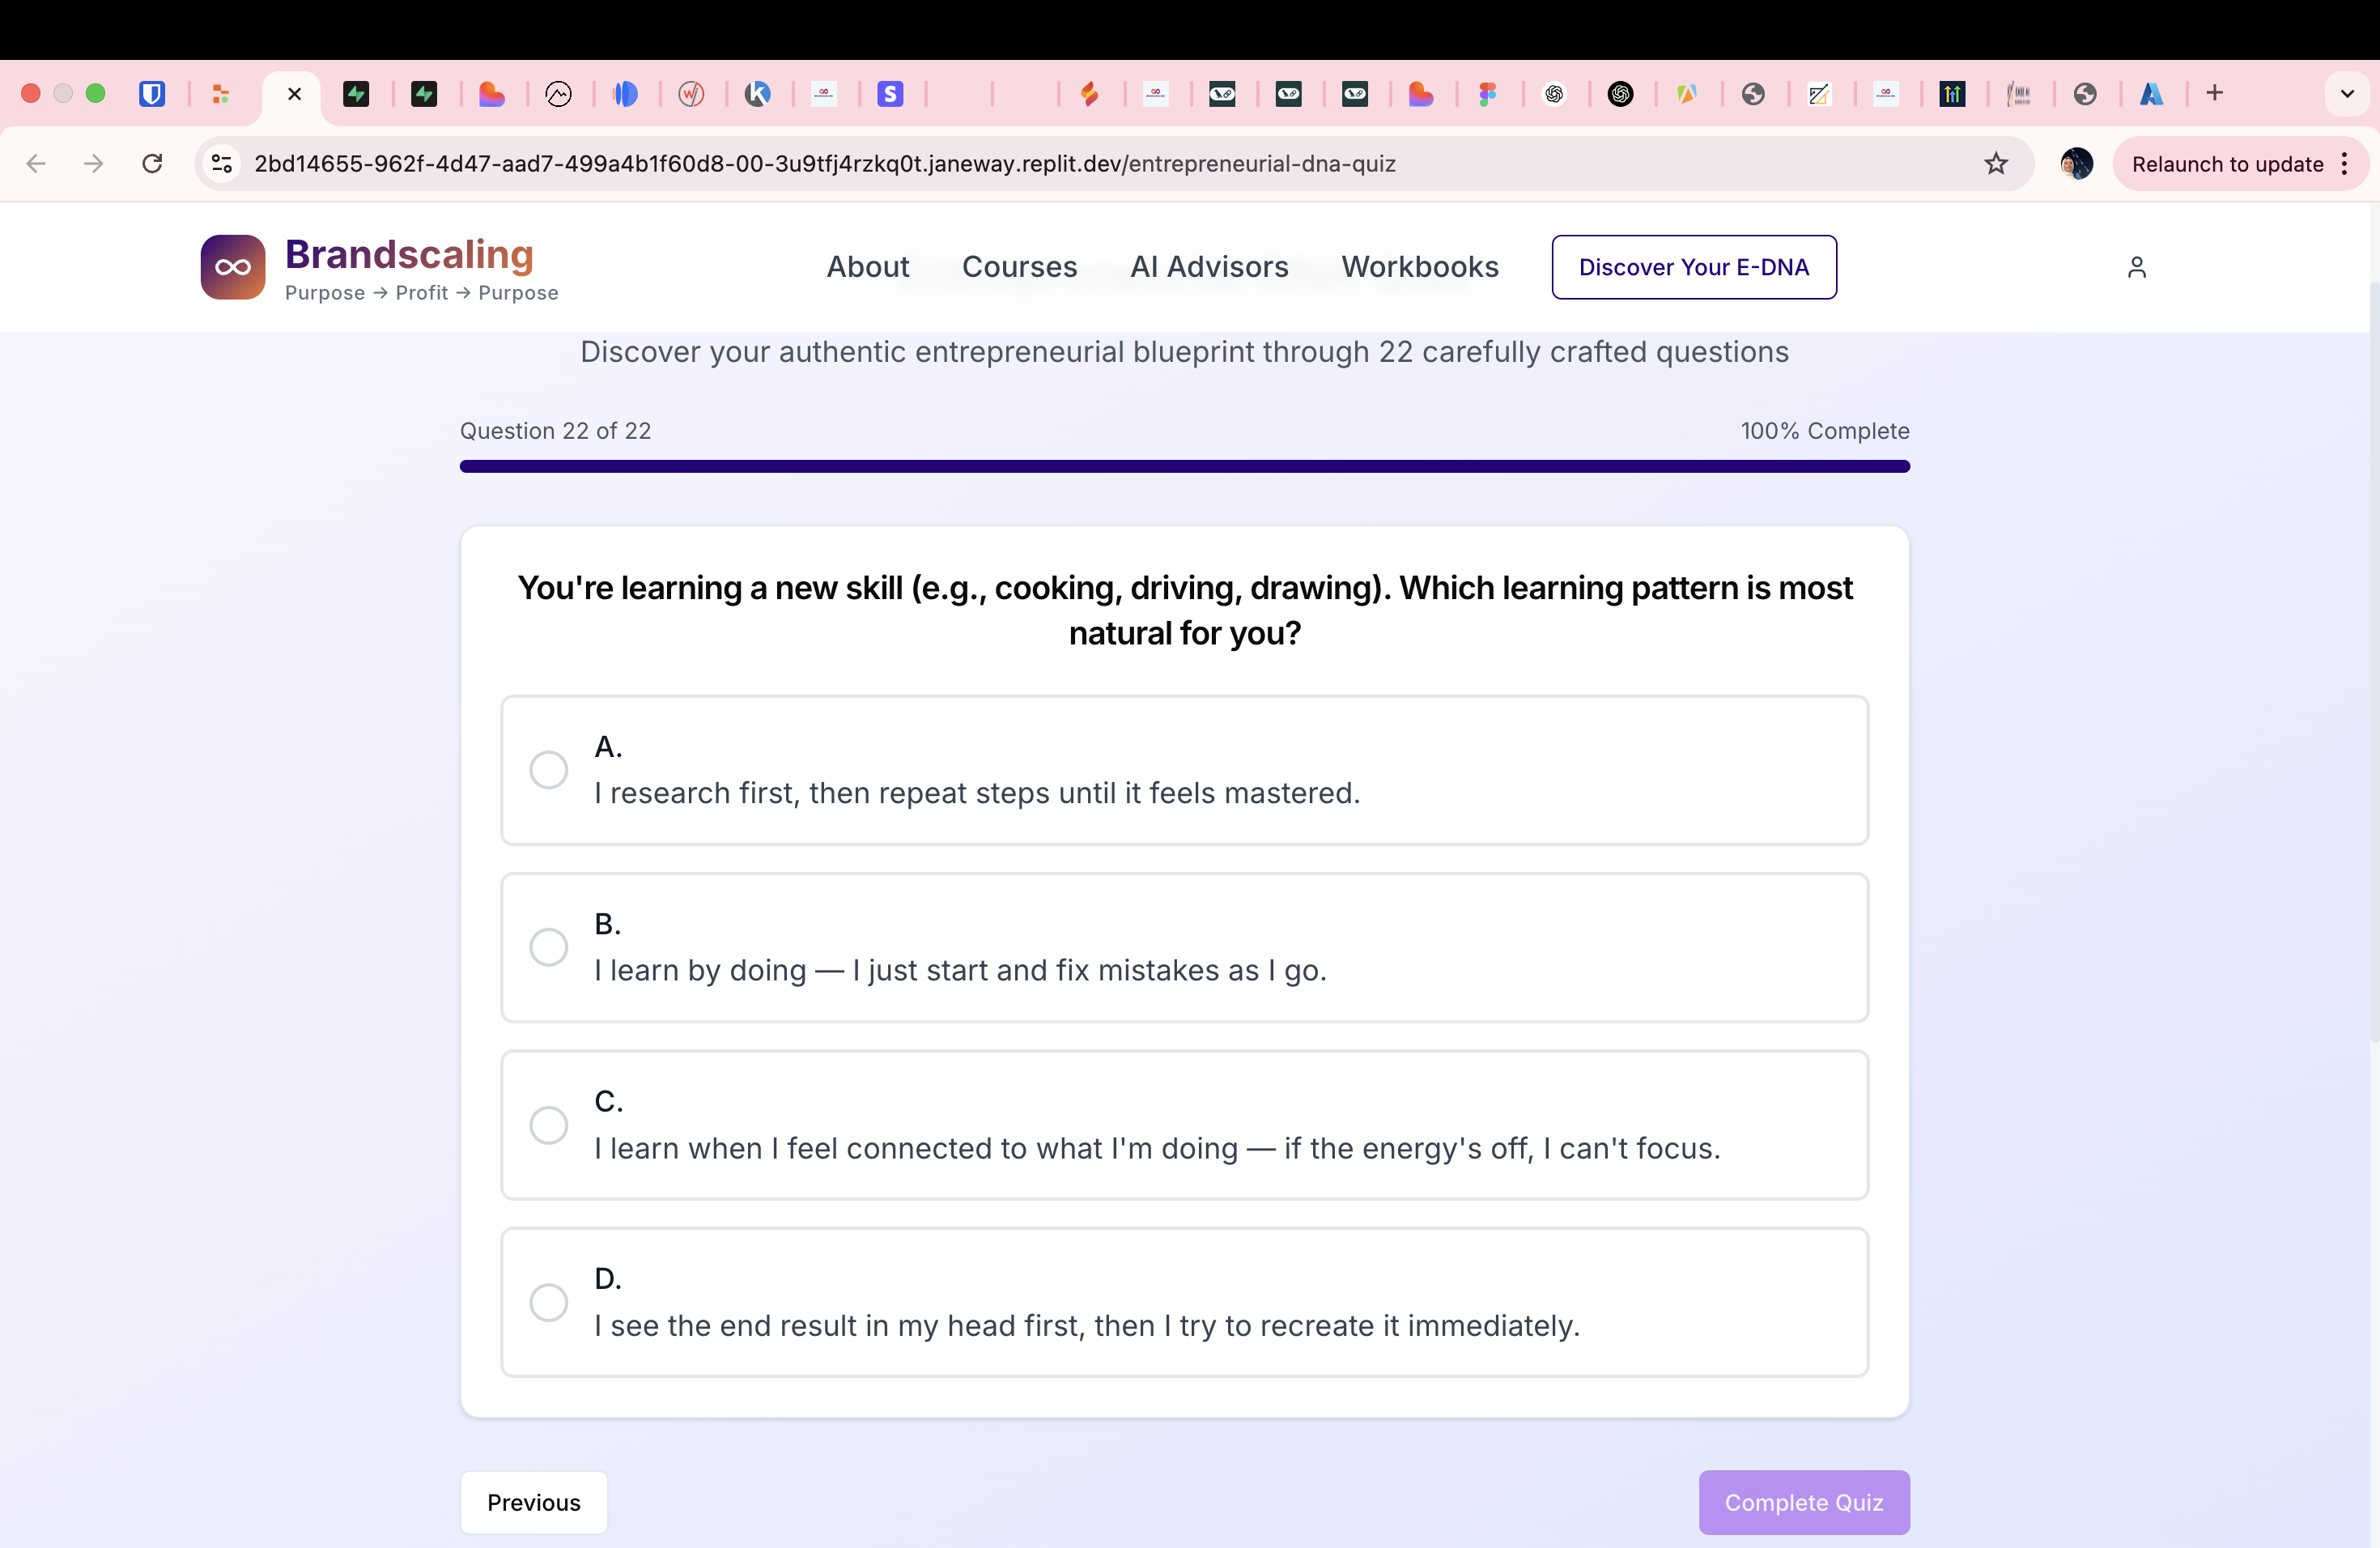 2bd14655-962f-4d47-aad7-499a4b1f60d8-00-3u9tfj4rzkq0t.janeway.replit.dev/entrepreneurial-dna-quiz
Relaunch to update
Brandscaling
Purpose → Profit → Purpose
About
Courses
AI Advisors
Workbooks
Discover Your E-DNA
Discover your authentic entrepreneurial blueprint through 22 carefully crafted questions
Question 22 of 22
100% Complete
You're learning a new skill (e.g., cooking, driving, drawing). Which learning pattern is most
natural for you?
A.
I research first, then repeat steps until it feels mastered.
B.
I learn by doing — I just start and fix mistakes as I go.
C.
I learn when I feel connected to what I'm doing — if the energy's off, I can't focus.
D.
I see the end result in my head first, then I try to recreate it immediately.
Previous
Complete Quiz